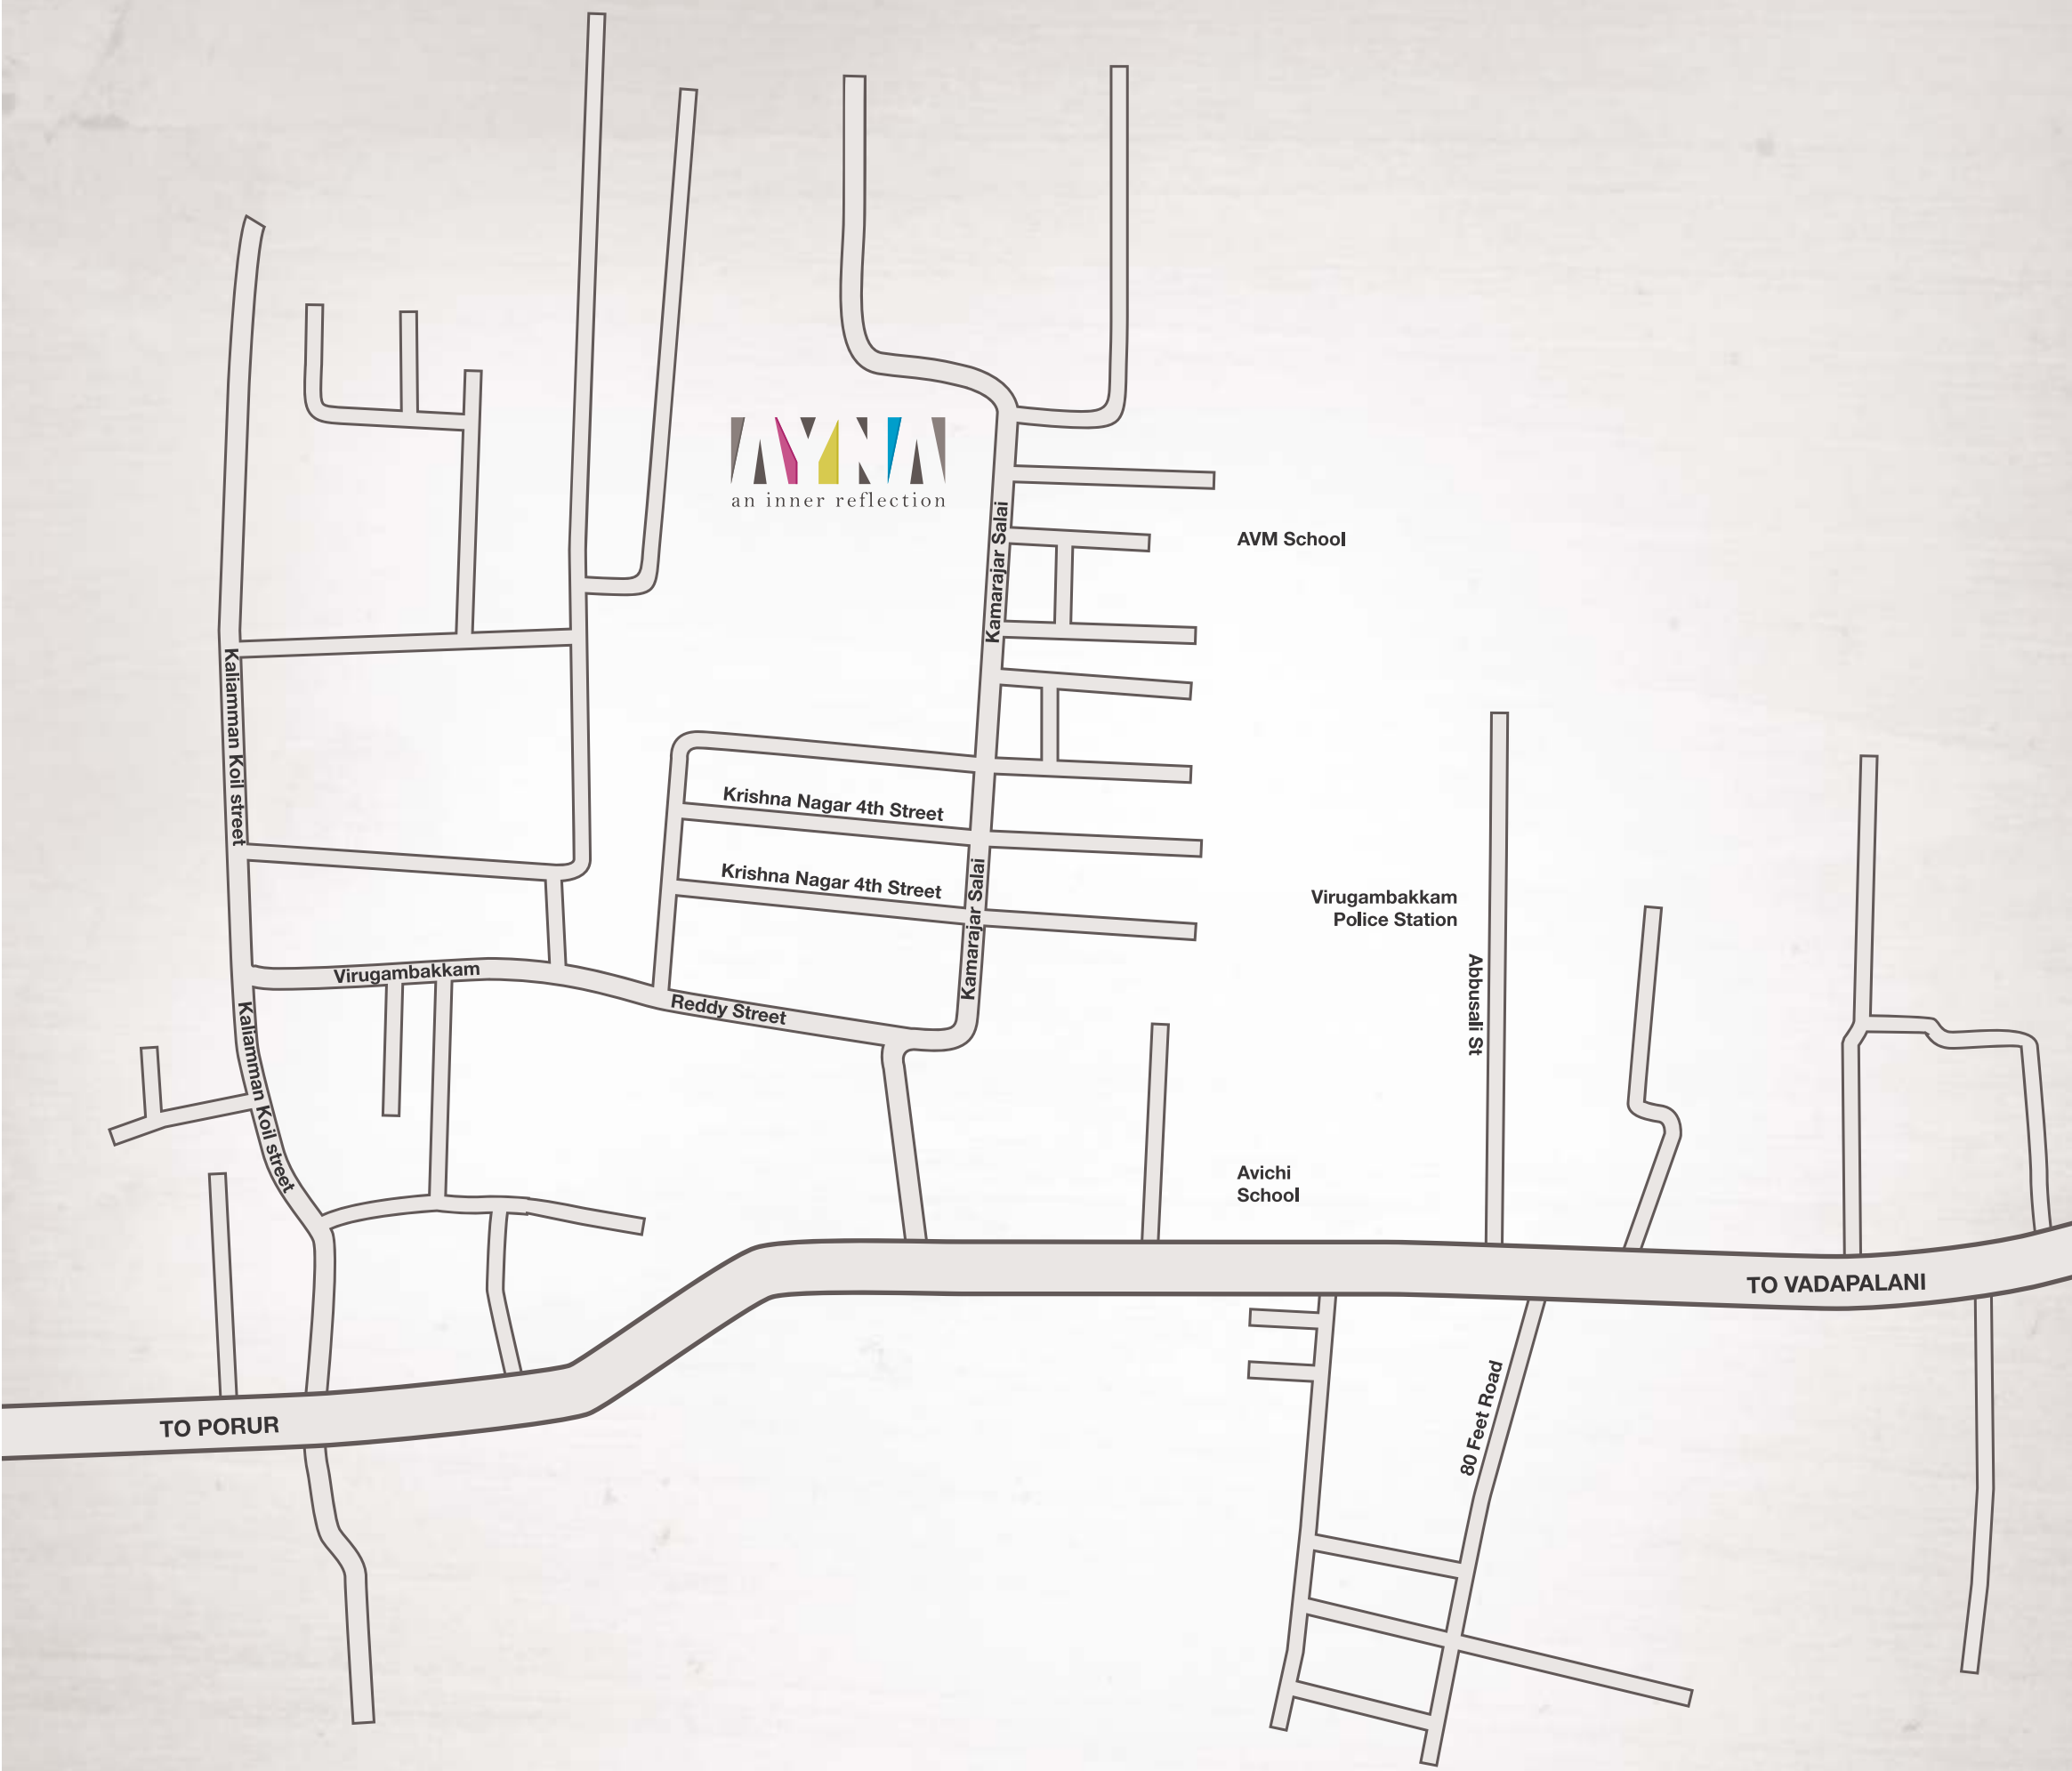 AYNA
an inner reflection
Kamarajar Salai
AVM School
Kaliamman Koil street
Krishna Nagar 4th Street
Krishna Nagar 4th Street
Kamarajar Salai
Virugambakkam
Police Station
Abbusali St
Virugambakkam
Reddy Street
Kaliamman Koil street
Avichi
School
TO VADAPALANI
80 Feet Road
TO PORUR